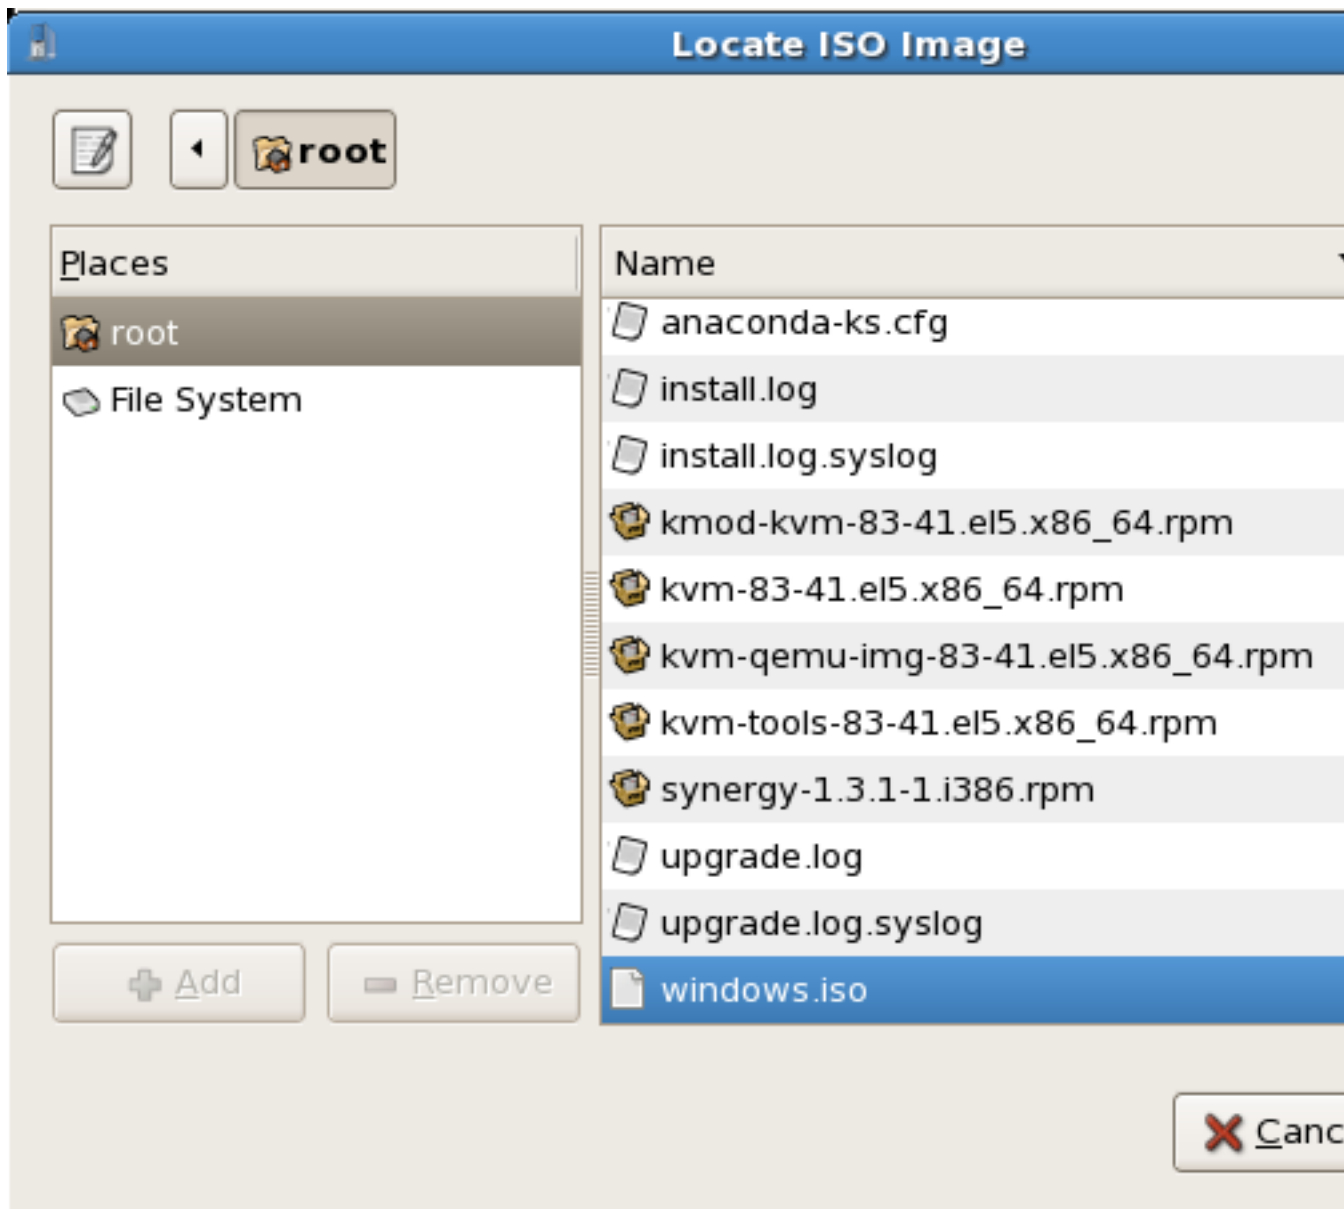 Locate ISO Image
root
Places
root
File System
Add
Remove
Name
anaconda-ks.cfg
install.log
install.log.syslog
kmod-kvm-83-41.el5.x86_64.rpm
kvm-83-41.el5.x86_64.rpm
kvm-qemu-img-83-41.el5.x86_64.rpm
kvm-tools-83-41.el5.x86_64.rpm
synergy-1.3.1-1.i386.rpm
upgrade.log
upgrade.log.syslog
windows.iso
Canc